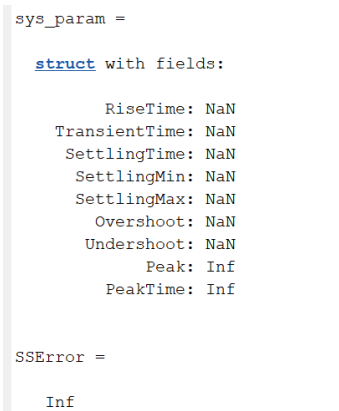 sys_param =
struct with fields:
RiseTime: NaN
TransientTime: NaN
SettlingTime: NaN
SettlingMin: NaN
SettlingMax: NaN
Overshoot: NaN
Undershoot: NaN
Peak: Inf
PeakTime: Inf
SSError =
Inf